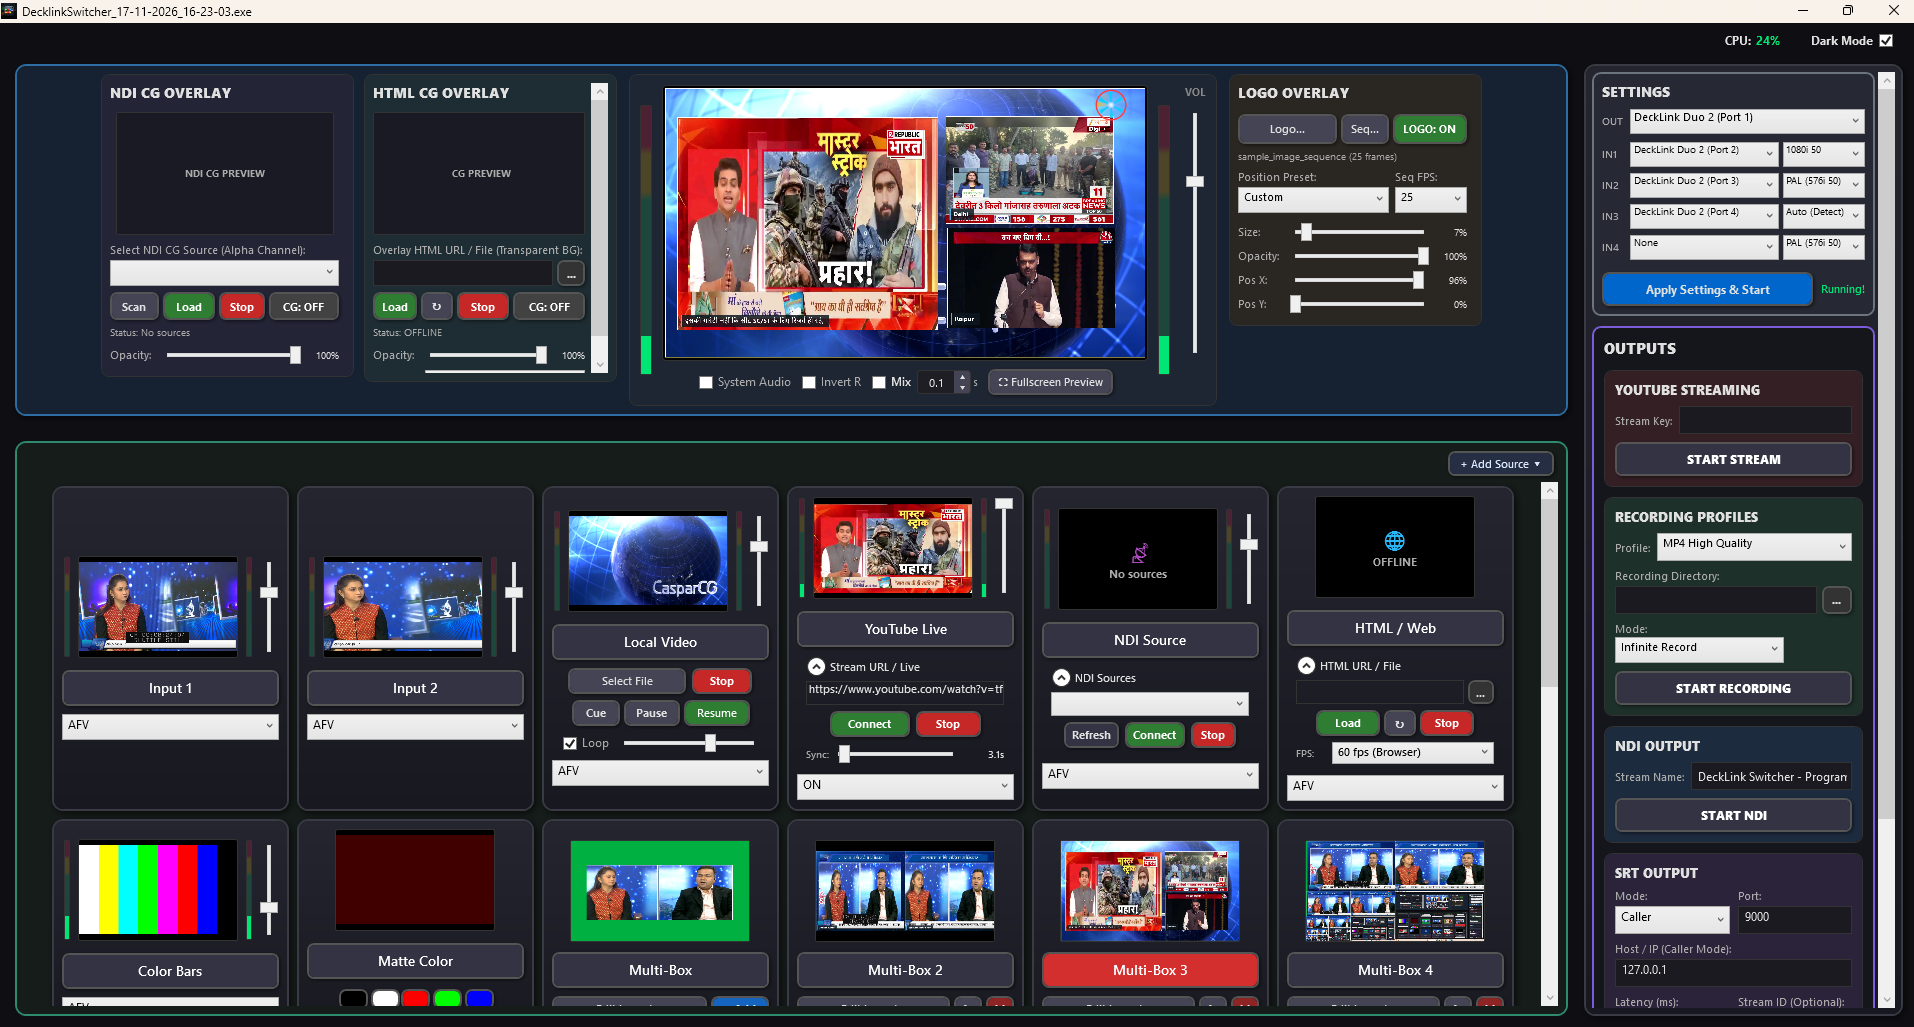 DecklinkSwitcher_17-11-2026_16-23-03.exe
CPU: 24%
Dark Mode
NDI CG OVERLAY
NDI CG PREVIEW
Select NDI CG Source (Alpha Channel):
Scan
Load
Stop
CG: OFF
Status: No sources
Opacity:
100%
HTML CG OVERLAY
CG PREVIEW
Overlay HTML URL / File (Transparent BG):
...
Load
↻
Stop
CG: OFF
Status: OFFLINE
Opacity:
100%
मास्टर
स्ट्रोक
REPUBLIC
भारत
प्रहार!
11
NEWS
Delhi
Raipur
VOL
System Audio
Invert R
Mix
0.1
s
Fullscreen Preview
LOGO OVERLAY
Logo...
Seq...
LOGO: ON
sample_image_sequence (25 frames)
Position Preset:
Seq FPS:
Custom
25
Size:
7%
Opacity:
100%
Pos X:
96%
Pos Y:
0%
SETTINGS
OUT
DeckLink Duo 2 (Port 1)
IN1
DeckLink Duo 2 (Port 2)
1080i 50
IN2
DeckLink Duo 2 (Port 3)
PAL (576i 50)
IN3
DeckLink Duo 2 (Port 4)
Auto (Detect)
IN4
None
PAL (576i 50)
Apply Settings & Start
Running!
OUTPUTS
YOUTUBE STREAMING
Stream Key:
START STREAM
RECORDING PROFILES
Profile:
MP4 High Quality
Recording Directory:
...
Mode:
Infinite Record
START RECORDING
NDI OUTPUT
Stream Name:
DeckLink Switcher - Program
START NDI
SRT OUTPUT
Mode:
Port:
Caller
9000
Host / IP (Caller Mode):
127.0.0.1
Latency (ms):
Stream ID (Optional):
+ Add Source
Input 1
AFV
Input 2
AFV
CasparCG
Local Video
Select File
Stop
Cue
Pause
Resume
Loop
AFV
मास्टर
स्ट्रोक
भारत
प्रहार!
YouTube Live
Stream URL / Live
https://www.youtube.com/watch?v=tf
Connect
Stop
Sync:
3.1s
ON
No sources
NDI Source
NDI Sources
Refresh
Connect
Stop
AFV
OFFLINE
HTML / Web
HTML URL / File
...
Load
↻
Stop
FPS:
60 fps (Browser)
AFV
Color Bars
Matte Color
Multi-Box
Multi-Box 2
Multi-Box 3
Multi-Box 4